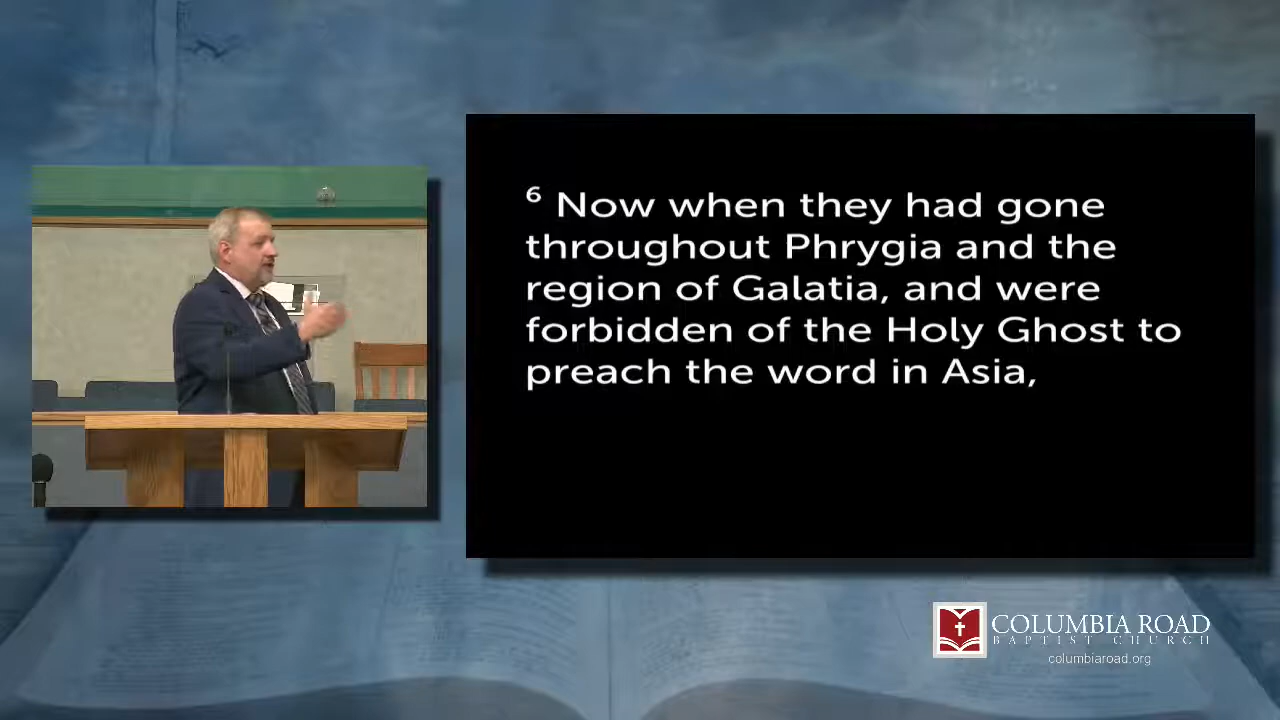 6 Now when they had gone
throughout Phrygia and the
region of Galatia, and were
forbidden of the Holy Ghost to
preach the word in Asia,
COLUMBIA ROAD
BAPTIST CHURCH
columbiaroad.org